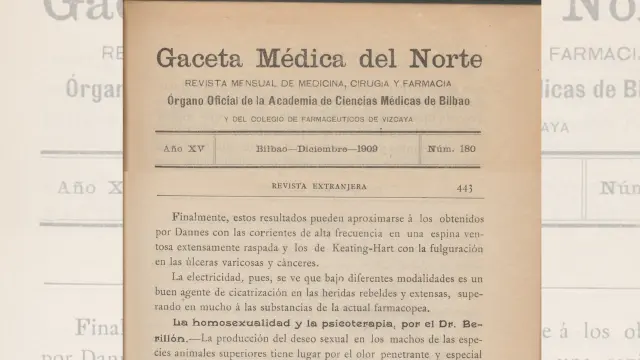 Gaceta Médica del Norte
REVISTA MENSUAL DE MEDICINA, CIRUGIA Y FARMACIA
Órgano Oficial de la Academia de Ciencias Médicas de Bilbao
Y DEL COLEGIO DE FARMACÉUTICOS DE VIZCAYA
Año XV
Bilbao—Diciembre—1909
Núm. 180
REVISTA EXTRANJERA 443
Finalmente, estos resultados pueden aproximarse á los obtenidos
por Dannes con las corrientes de alta frecuencia en una espina ven-
tosa extensamente raspada y los de Keating-Hart con la fulguración
en las úlceras varicosas y cánceres.
La electricidad, pues, se ve que bajo diferentes modalidades es un
buen agente de cicatrización en las heridas rebeldes y extensas, supe-
rando en mucho á las substancias de la actual farmacopea.
La homosexualidad y la psicoterapia, por el Dr. Be-
rillón.—La producción del deseo sexual en los machos de las espe-
cies animales superiores tiene lugar por el olor penetrante y especial